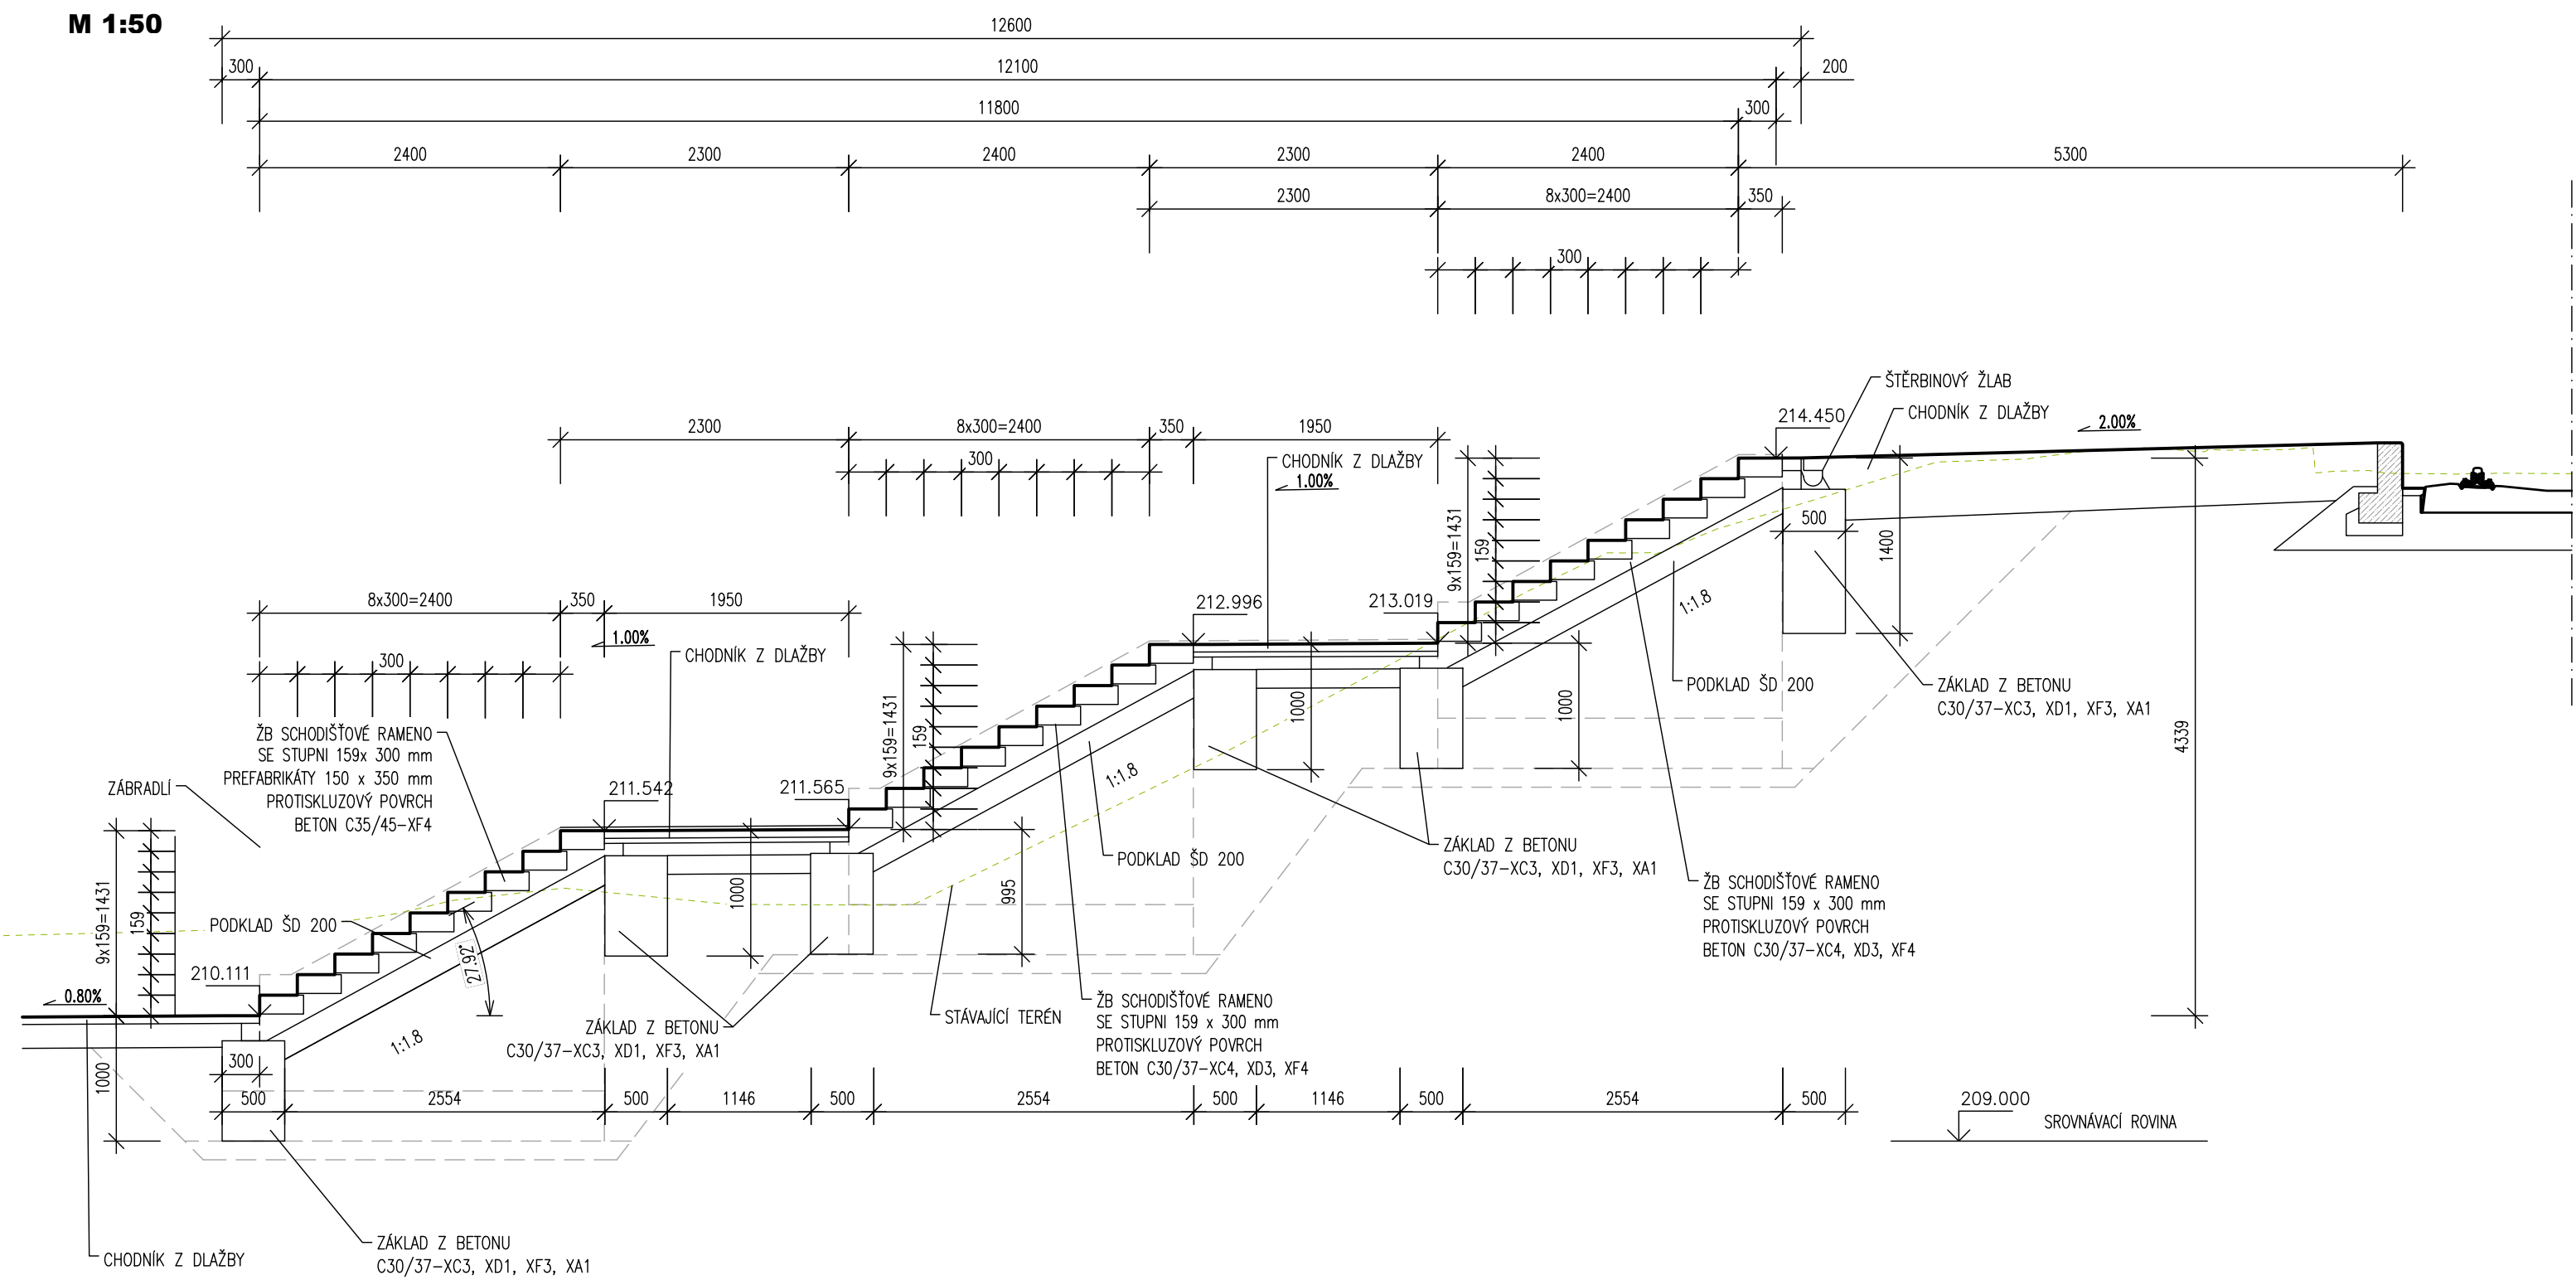 M 1:50
12600
300
12100
200
11800
300
2400
2300
2400
2300
2400
5300
2300
8x300=2400
350
300
ŠTĚRBINOVÝ ŽLAB
CHODNÍK Z DLAŽBY
214.450
2.00%
2300
8x300=2400
350
1950
300
CHODNÍK Z DLAŽBY
1.00%
9x159=1431
159
500
1400
8x300=2400
350
1950
212.996
213.019
1:1.8
1.00%
CHODNÍK Z DLAŽBY
300
9x159=1431
159
1000
1000
PODKLAD ŠD 200
ZÁKLAD Z BETONU
C30/37-XC3, XD1, XF3, XA1
4339
ŽB SCHODIŠŤOVÉ RAMENO
SE STUPNI 159x 300 mm
PREFABRIKÁTY 150 x 350 mm
PROTISKLUZOVÝ POVRCH
BETON C35/45-XF4
ZÁBRADLÍ
211.542
211.565
1:1.8
PODKLAD ŠD 200
ZÁKLAD Z BETONU
C30/37-XC3, XD1, XF3, XA1
ŽB SCHODIŠŤOVÉ RAMENO
SE STUPNI 159 x 300 mm
PROTISKLUZOVÝ POVRCH
BETON C30/37-XC4, XD3, XF4
9x159=1431
159
PODKLAD ŠD 200
1000
995
27.92°
210.111
0.80%
1:1.8
STÁVAJÍCÍ TERÉN
ZÁKLAD Z BETONU
C30/37-XC3, XD1, XF3, XA1
ŽB SCHODIŠŤOVÉ RAMENO
SE STUPNI 159 x 300 mm
PROTISKLUZOVÝ POVRCH
BETON C30/37-XC4, XD3, XF4
1000
300
500
2554
500
1146
500
2554
500
1146
500
2554
500
209.000
SROVNÁVACÍ ROVINA
CHODNÍK Z DLAŽBY
ZÁKLAD Z BETONU
C30/37-XC3, XD1, XF3, XA1